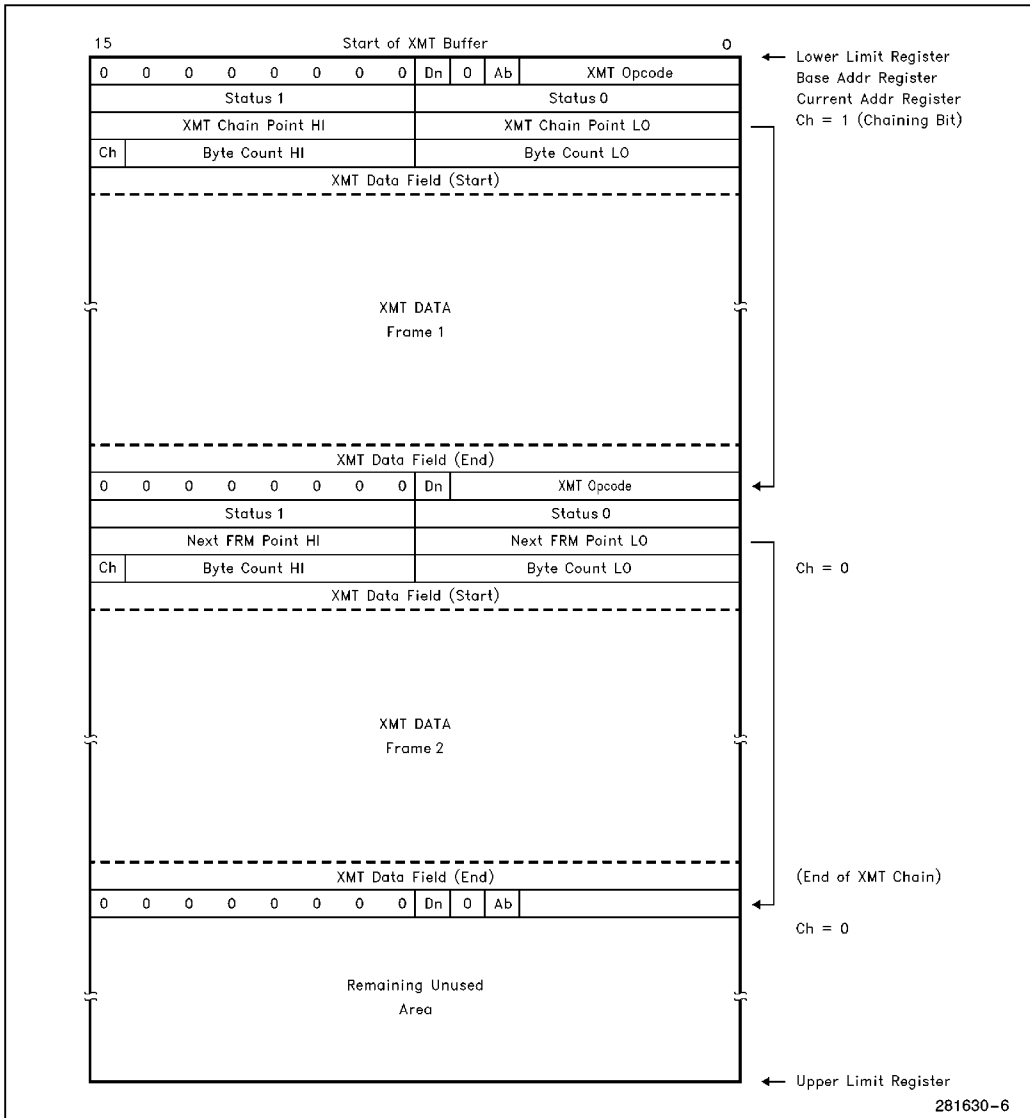 15 Start of XMT Buffer 0
Lower Limit Register
0 0 0 0 0 0 0 0 Dn 0 Ab XMT Opcode
Base Addr Register
Status 1 Status 0
Current Addr Register
XMT Chain Point HI XMT Chain Point LO
Ch = 1 (Chaining Bit)
Ch Byte Count HI Byte Count LO
XMT Data Field (Start)
XMT DATA
Frame 1
XMT Data Field (End)
0 0 0 0 0 0 0 0 Dn XMT Opcode
Status 1 Status 0
Next FRM Point HI Next FRM Point LO
Ch Byte Count HI Byte Count LO
Ch = 0
XMT Data Field (Start)
XMT DATA
Frame 2
XMT Data Field (End)
(End of XMT Chain)
0 0 0 0 0 0 0 0 Dn 0 Ab
Ch = 0
Remaining Unused
Area
Upper Limit Register
281630-6